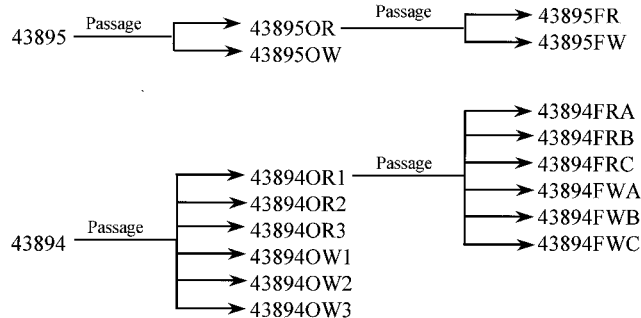 43895 Passage 43895OR Passage 43895FR
43895OW 43895FW
43894FRA
43894FRB
43894OR1 Passage 43894FRC
43894OR2 43894FWA
43894 Passage 43894OR3 43894FWB
43894OW1 43894FWC
43894OW2
43894OW3